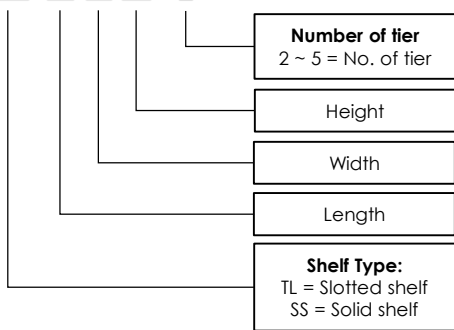 Number of tier
2 ~ 5 = No. of tier
Height
Width
Length
Shelf Type:
TL = Slotted shelf
SS = Solid shelf